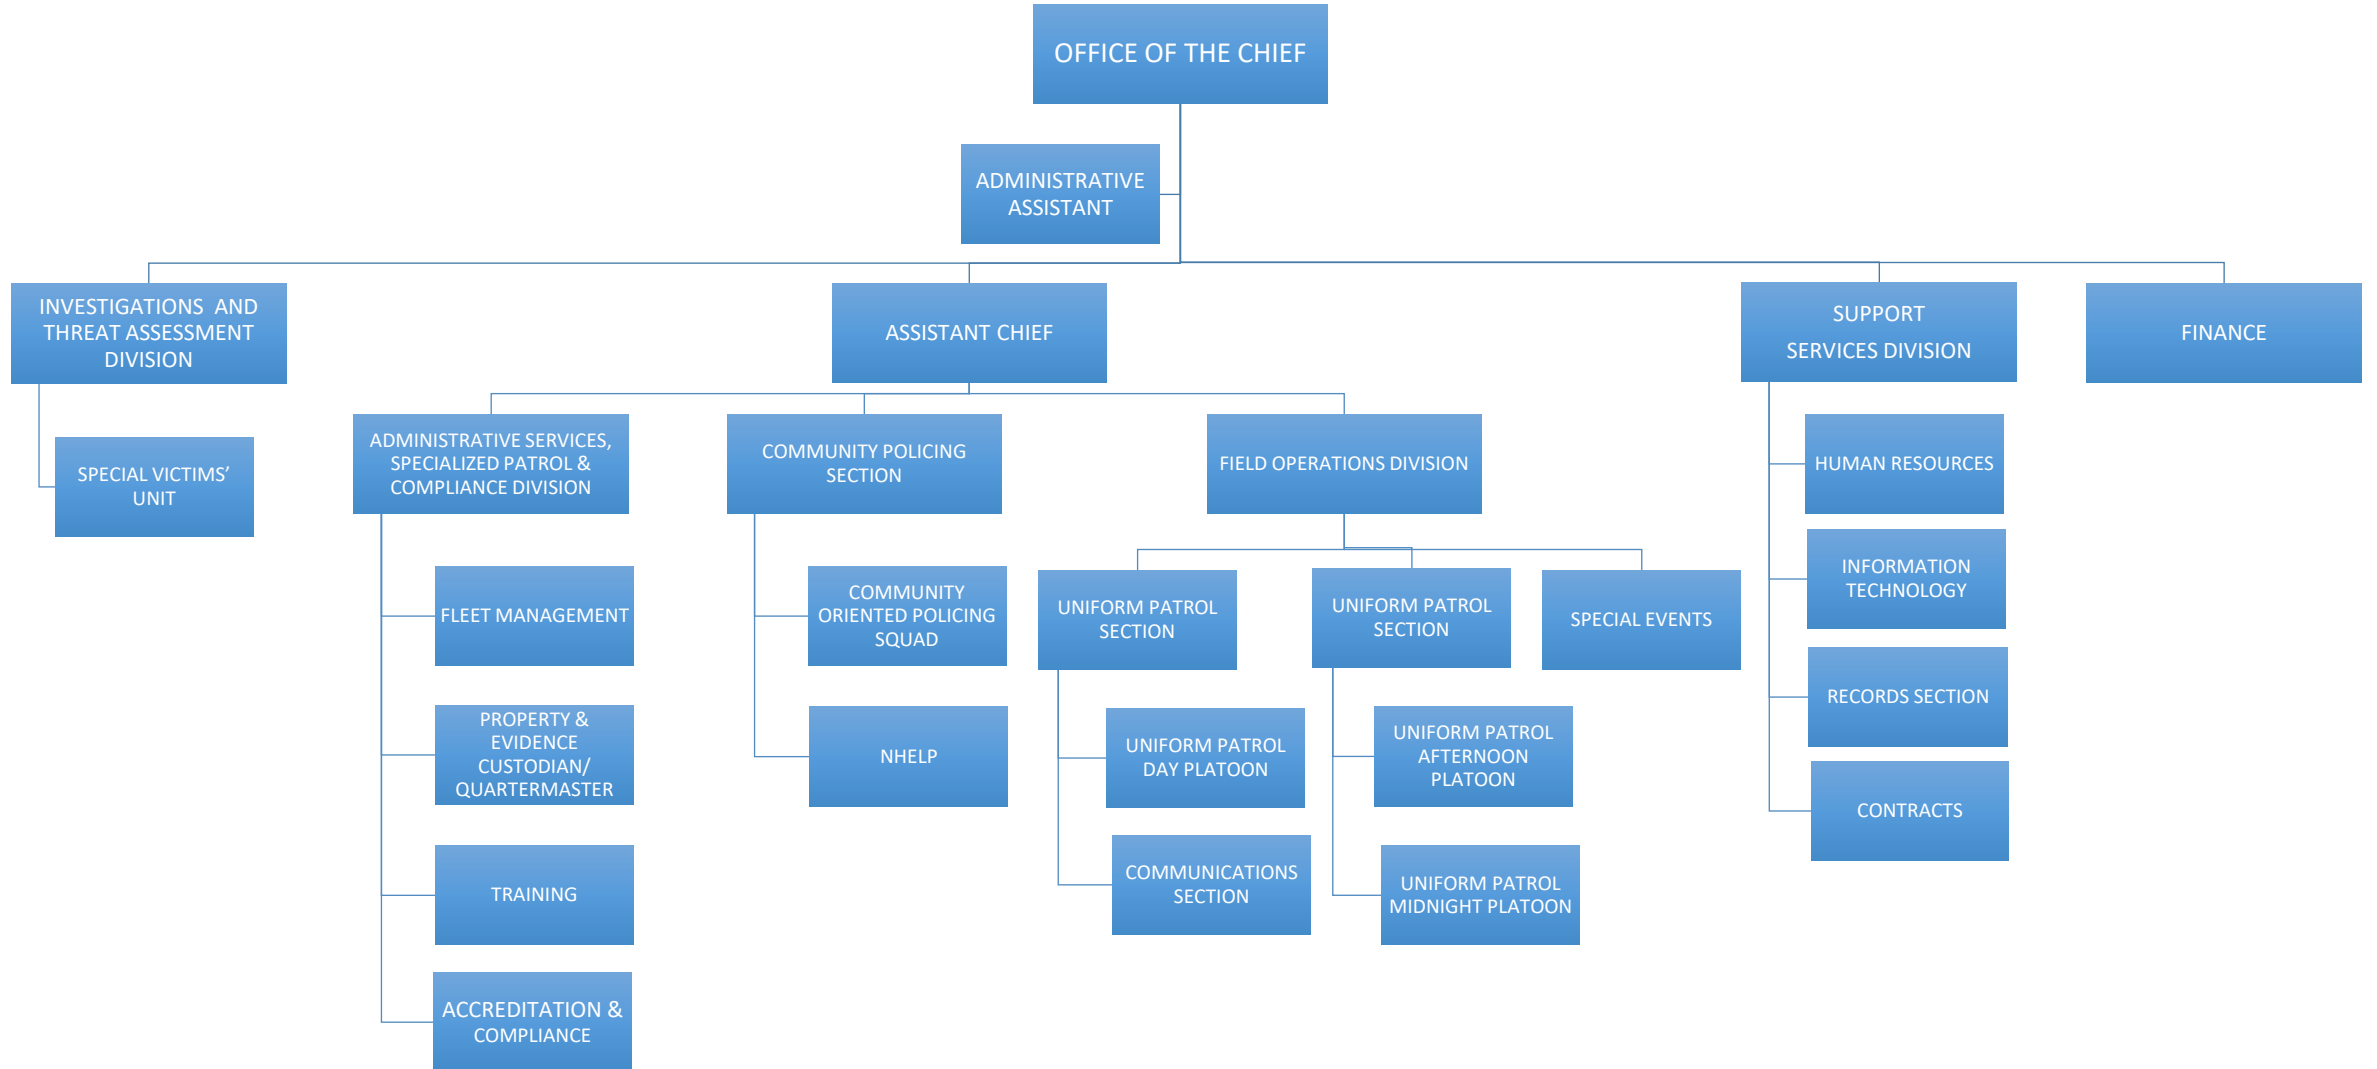 OFFICE OF THE CHIEF
ADMINISTRATIVE
ASSISTANT
INVESTIGATIONS AND
THREAT ASSESSMENT
DIVISION
ASSISTANT CHIEF
SUPPORT
SERVICES DIVISION
FINANCE
SPECIAL VICTIMS’
UNIT
ADMINISTRATIVE SERVICES,
SPECIALIZED PATROL &
COMPLIANCE DIVISION
COMMUNITY POLICING
SECTION
FIELD OPERATIONS DIVISION
HUMAN RESOURCES
FLEET MANAGEMENT
COMMUNITY
ORIENTED POLICING
SQUAD
UNIFORM PATROL
SECTION
UNIFORM PATROL
SECTION
SPECIAL EVENTS
INFORMATION
TECHNOLOGY
PROPERTY &
EVIDENCE
CUSTODIAN/
QUARTERMASTER
NHELP
UNIFORM PATROL
DAY PLATOON
UNIFORM PATROL
AFTERNOON
PLATOON
RECORDS SECTION
TRAINING
COMMUNICATIONS
SECTION
UNIFORM PATROL
MIDNIGHT PLATOON
CONTRACTS
ACCREDITATION &
COMPLIANCE